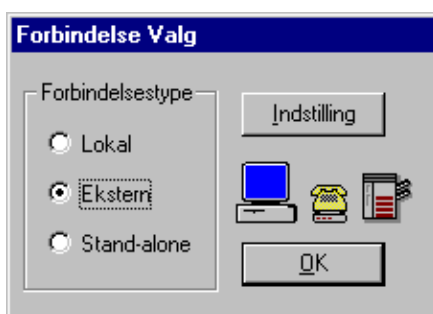 Forbindelse Valg
Forbindelsestype
Lokal
Ekstern
Stand-alone
Indstilling
OK